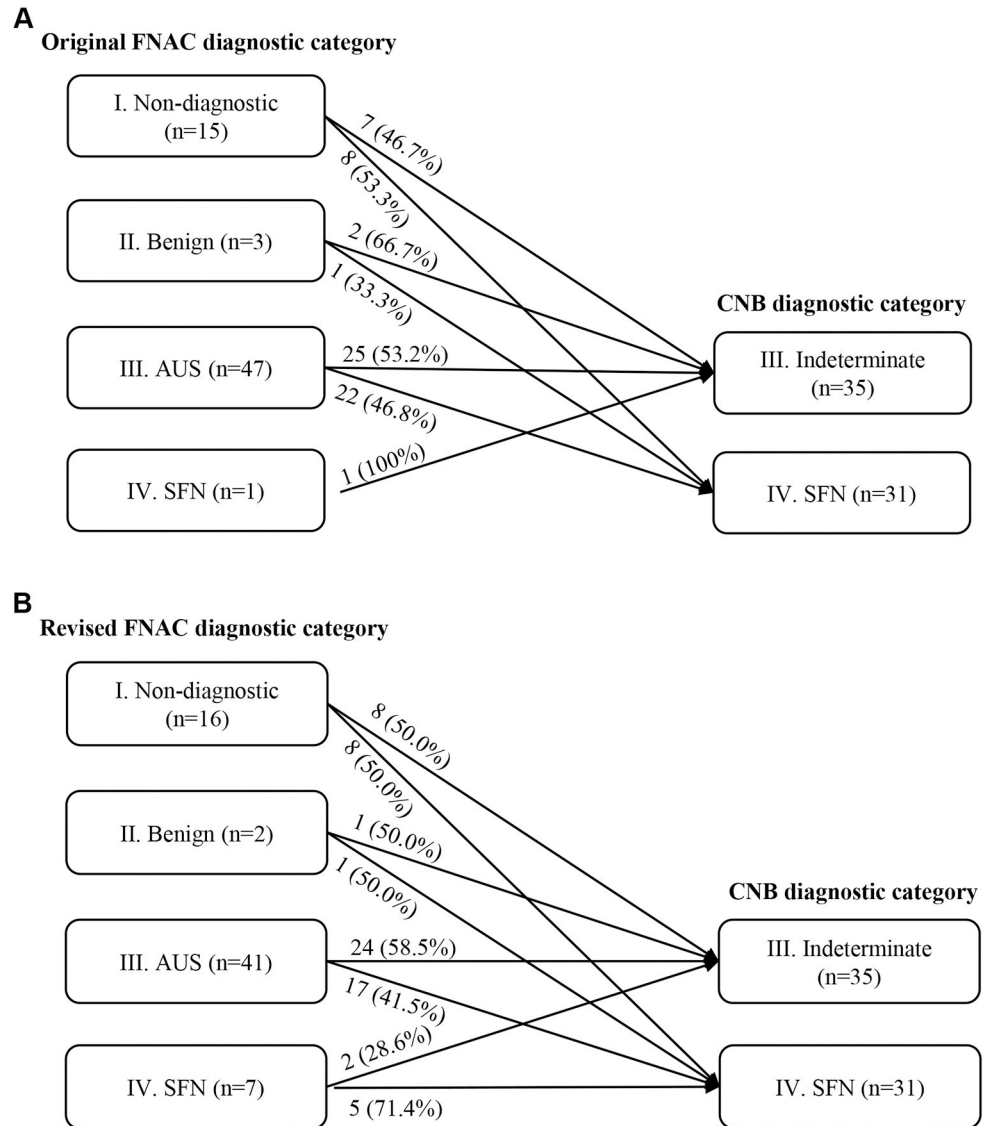 A
Original FNAC diagnostic category
I. Non-diagnostic
(n=15)
7 (46.7%)
8 (53.3%)
II. Benign (n=3)
2 (66.7%)
1 (33.3%)
CNB diagnostic category
III. AUS (n=47)
25 (53.2%)
22 (46.8%)
III. Indeterminate
(n=35)
IV. SFN (n=1)
1 (100%)
IV. SFN (n=31)
B
Revised FNAC diagnostic category
I. Non-diagnostic
(n=16)
8 (50.0%)
8 (50.0%)
II. Benign (n=2)
1 (50.0%)
1 (50.0%)
CNB diagnostic category
III. AUS (n=41)
24 (58.5%)
17 (41.5%)
III. Indeterminate
(n=35)
IV. SFN (n=7)
2 (28.6%)
5 (71.4%)
IV. SFN (n=31)